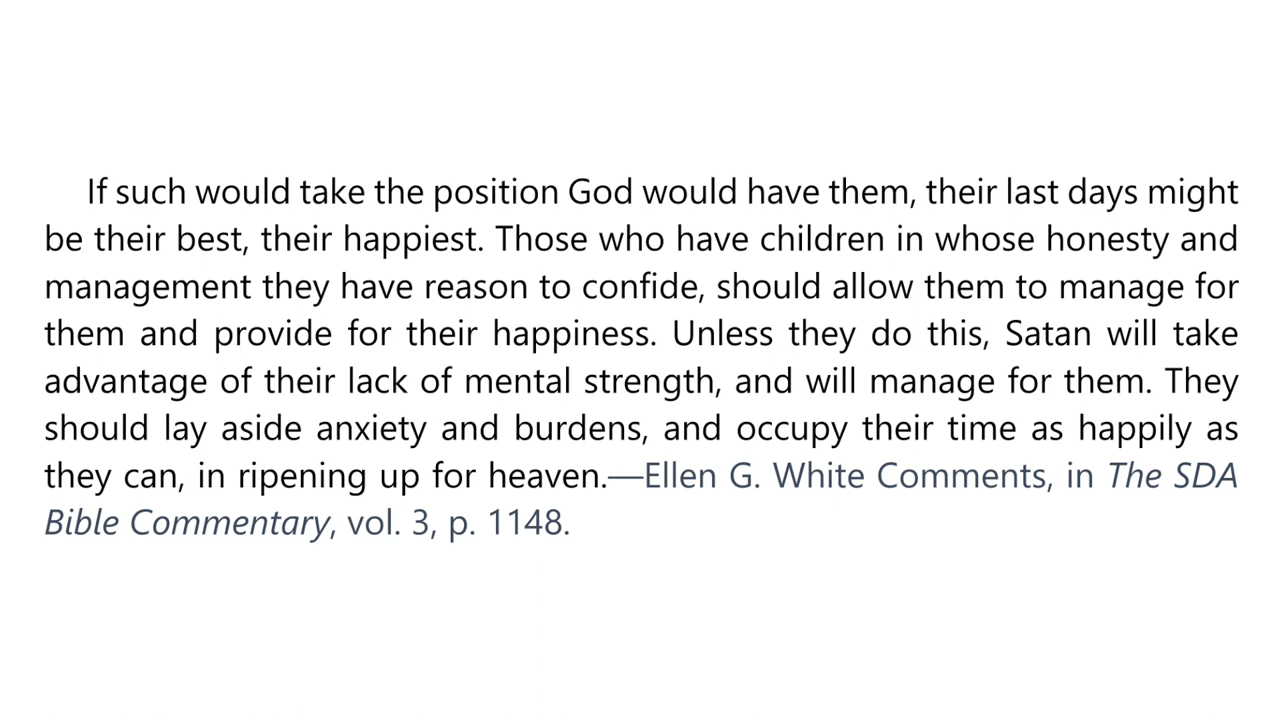 If such would take the position God would have them, their last days might
be their best, their happiest. Those who have children in whose honesty and
management they have reason to confide, should allow them to manage for
them and provide for their happiness. Unless they do this, Satan will take
advantage of their lack of mental strength, and will manage for them. They
should lay aside anxiety and burdens, and occupy their time as happily as
they can, in ripening up for heaven.—Ellen G. White Comments, in The SDA
Bible Commentary, vol. 3, p. 1148.